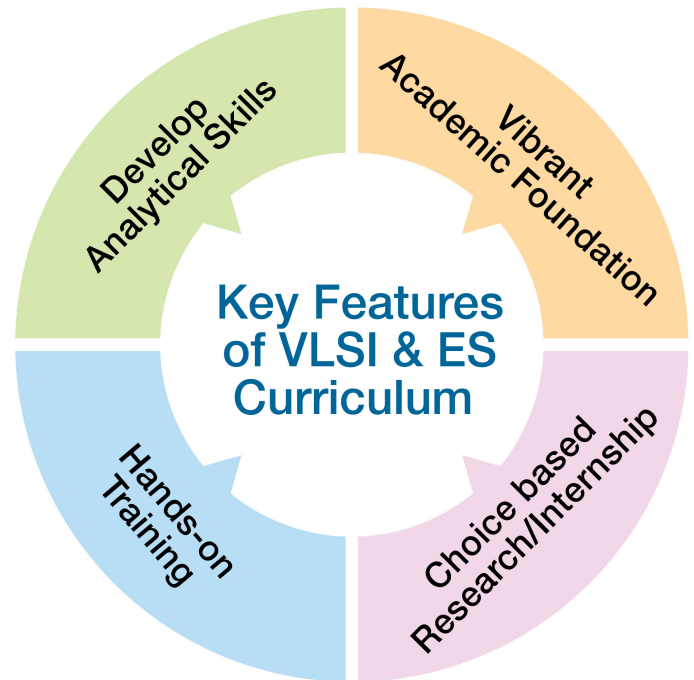 Develop
Analytical Skills
Vibrant
Academic Foundation
Key Features
of VLSI & ES
Curriculum
Hands-on
Training
Choice based
Research/Internship